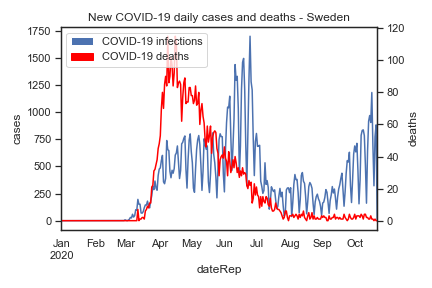 New COVID-19 daily cases and deaths - Sweden
COVID-19 infections
COVID-19 deaths
1750
1500
1250
1000
750
500
250
0
cases
120
100
80
60
40
20
0
deaths
Jan Feb Mar Apr May Jun Jul Aug Sep Oct
2020
dateRep